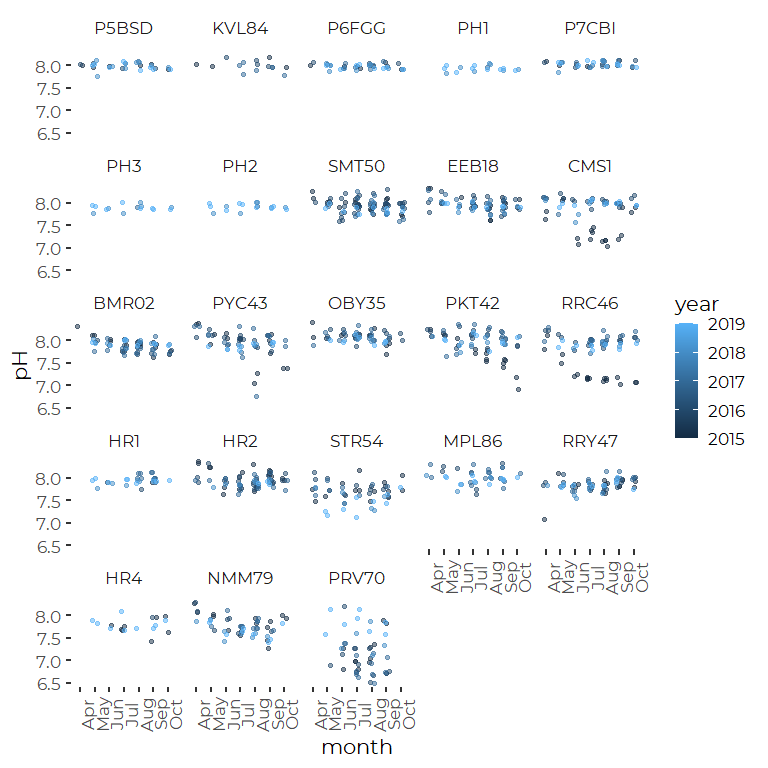 P5BSD KVL84 P6FGG PH1 P7CBI
8.0
7.5
7.0
6.5
PH3 PH2 SMT50 EEB18 CMS1
8.0
7.5
7.0
6.5
BMR02 PYC43 OBY35 PKT42 RRC46
8.0
7.5
7.0
6.5
pH
year
2019
2018
2017
2016
2015
HR1 HR2 STR54 MPL86 RRY47
8.0
7.5
7.0
6.5
Apr May Jun Jul Aug Sep Oct Apr May Jun Jul Aug Sep Oct
HR4 NMM79 PRV70
8.0
7.5
7.0
6.5
Apr May Jun Jul Aug Sep Oct Apr May Jun Jul Aug Sep Oct Apr May Jun Jul Aug Sep Oct
month